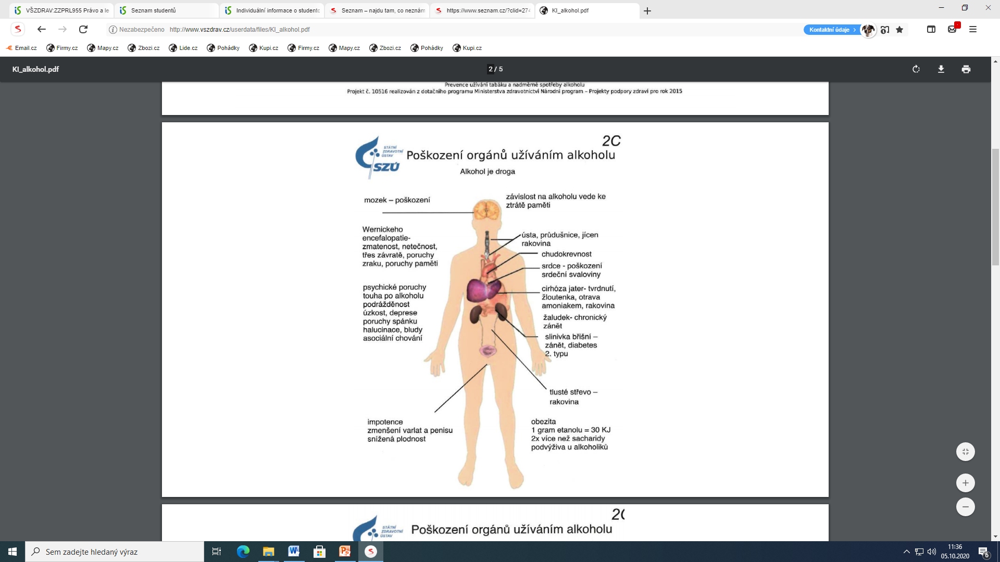 VŠZDRAV:ZZPRL955 Právo a le
Seznam studentů
Individuální informace o studento
Seznam – najdu tam, co neznám
https://www.seznam.cz/?clid=274
KI_alkohol.pdf
Nezabezpečeno http://www.vszdrav.cz/userdata/files/KI_alkohol.pdf
Kontaktní údaje
Email.cz
Firmy.cz
Mapy.cz
Zbozi.cz
Lide.cz
Pohádky
Kupi.cz
Firmy.cz
Mapy.cz
Zbozi.cz
Pohádky
Kupi.cz
KI_alkohol.pdf
2 / 5
Prevence užívání tabáku a nadměrné spotřeby alkoholu
Projekt č. 10516 realizován z dotačního programu Ministerstva zdravotnictví Národní program – Projekty podpory zdraví pro rok 2015
2C
STÁTNÍ
ZDRAVOTNÍ
ÚSTAV
SZÚ
Poškození orgánů užíváním alkoholu
Alkohol je droga
mozek – poškození
závislost na alkoholu vede ke
ztrátě paměti
Wernickeho
encefalopatie-
zmatenost, netečnost,
třes závratě, poruchy
zraku, poruchy paměti
ústa, průdušnice, jícen
rakovina
chudokrevnost
srdce - poškození
srdeční svaloviny
psychické poruchy
touha po alkoholu
podrážděnost
úzkost, deprese
poruchy spánku
halucinace, bludy
asociální chování
cirhóza jater- tvrdnutí,
žloutenka, otrava
amoniakem, rakovina
žaludek- chronický
zánět
slinivka břišní –
zánět, diabetes
2. typu
tlusté střevo –
rakovina
impotence
zmenšení varlat a penisu
snížená plodnost
obezita
1 gram etanolu = 30 KJ
2x více než sacharidy
podvýživa u alkoholiků
2C
STÁTNÍ
ZDRAVOTNÍ
ÚSTAV
Poškození orgánů užíváním alkoholu
Sem zadejte hledaný výraz
11:36
05.10.2020
6